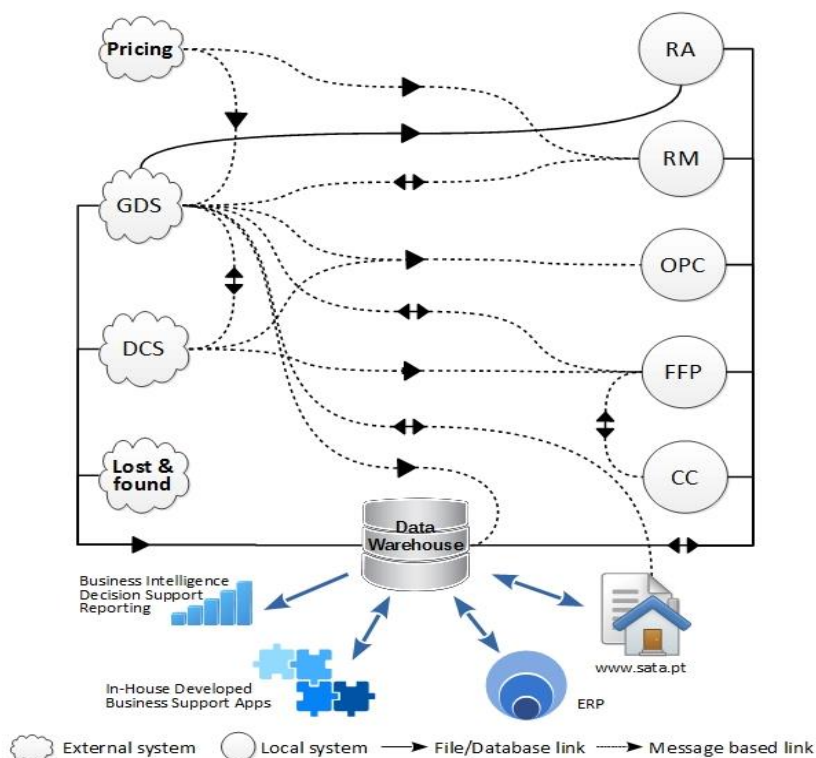 Pricing
RA
RM
GDS
OPC
DCS
FFP
Lost &
found
CC
Data
Warehouse
Business Intelligence
Decision Support
Reporting
www.sata.pt
In-House Developed
Business Support Apps
ERP
External system
Local system
File/Database link
Message based link